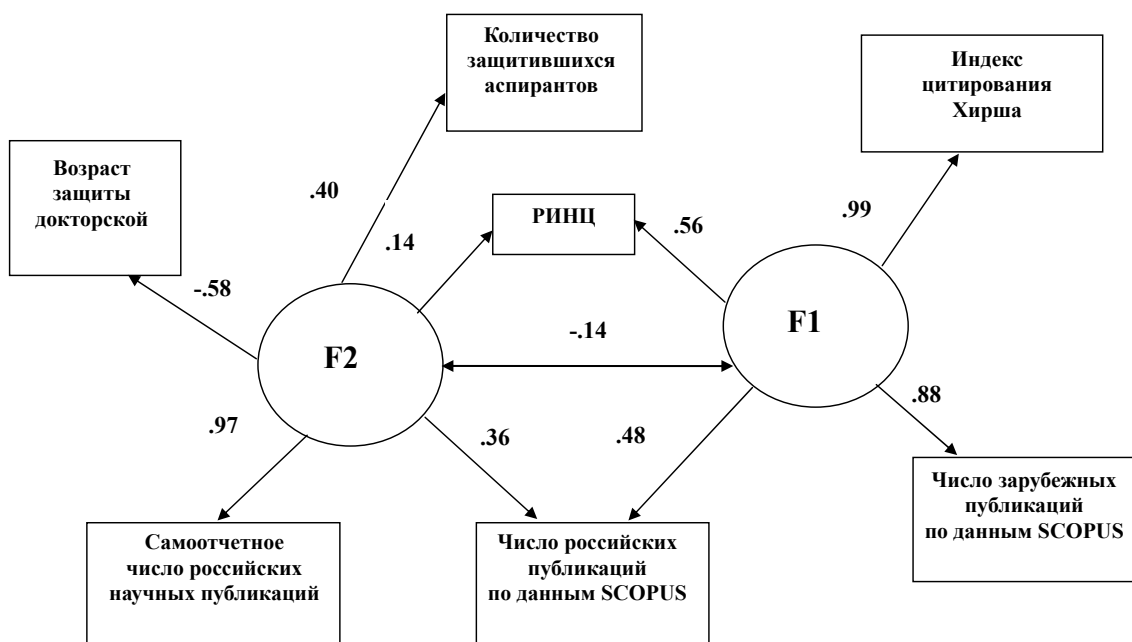 Количество
защитившихся
аспирантов
Индекс
цитирования
Хирша
Возраст
защиты
докторской
.40
.14
РИНЦ
.56
.99
-.58
F2
-.14
F1
.97
.36
.48
.88
Самоотчетное
число российских
научных публикаций
Число российских
публикаций
по данным SCOPUS
Число зарубежных
публикаций
по данным SCOPUS